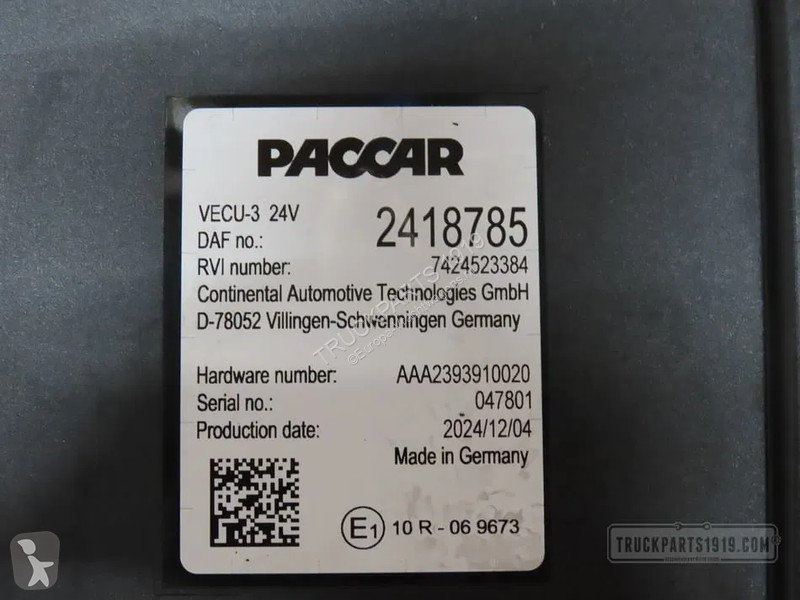 PACCAR
VECU-3 24V
DAF no.: 2418785
RVI number: 7424523384
Continental Automotive Technologies GmbH
D-78052 Villingen-Schwenningen Germany
Hardware number: AAA2393910020
Serial no.: 047801
Production date: 2024/12/04
Made in Germany
E1 10 R - 06 9673
TRUCKPARTS1919
TRUCKPARTS1919.COM